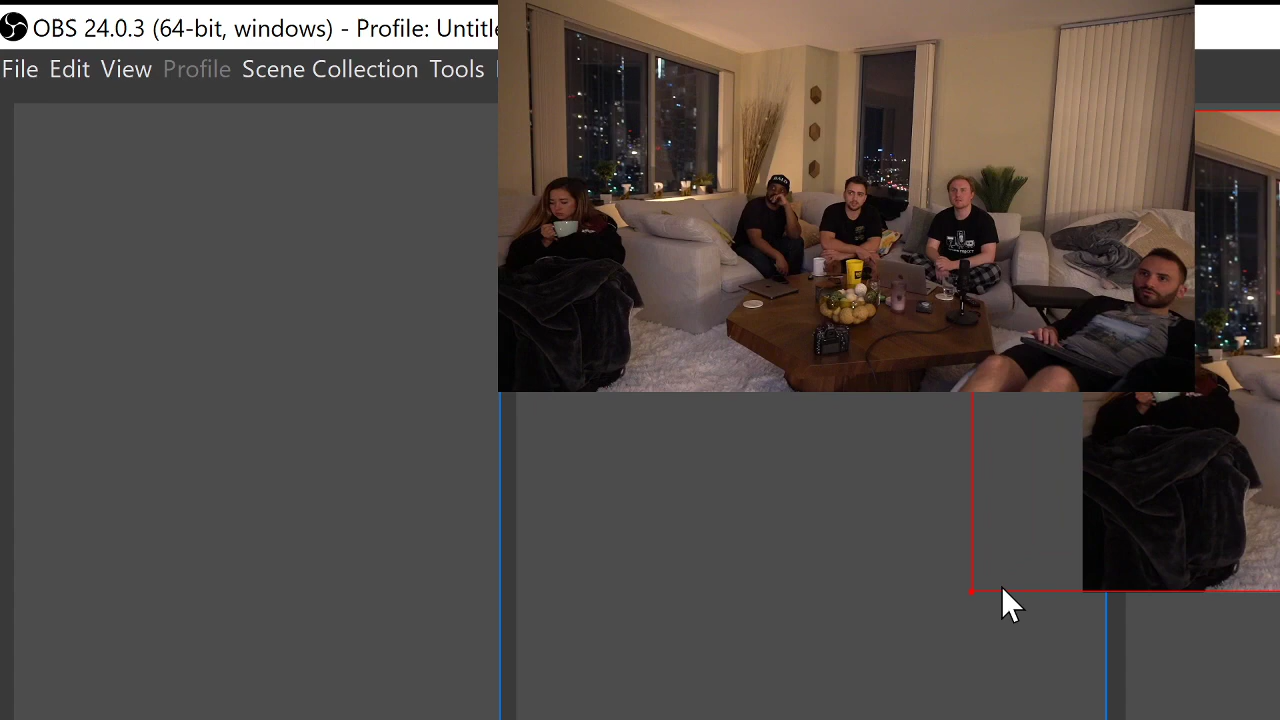 OBS 24.0.3 (64-bit, windows) - Profile: Untitle
File Edit View Profile Scene Collection Tools